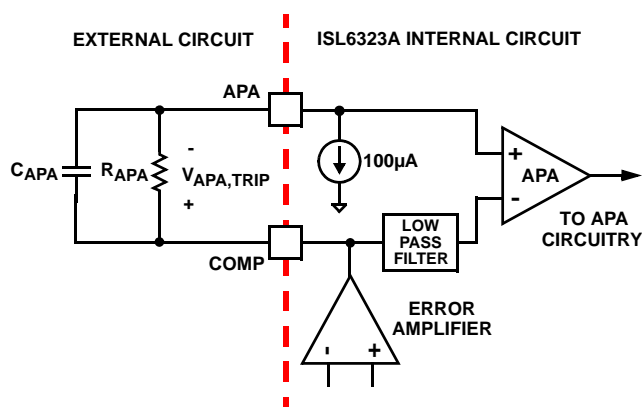 EXTERNAL CIRCUIT
ISL6323A INTERNAL CIRCUIT
APA
CAPA
RAPA
-
VAPA,TRIP
+
100µA
+
APA
-
TO APA
CIRCUITRY
LOW
PASS
FILTER
COMP
ERROR
AMPLIFIER
- +